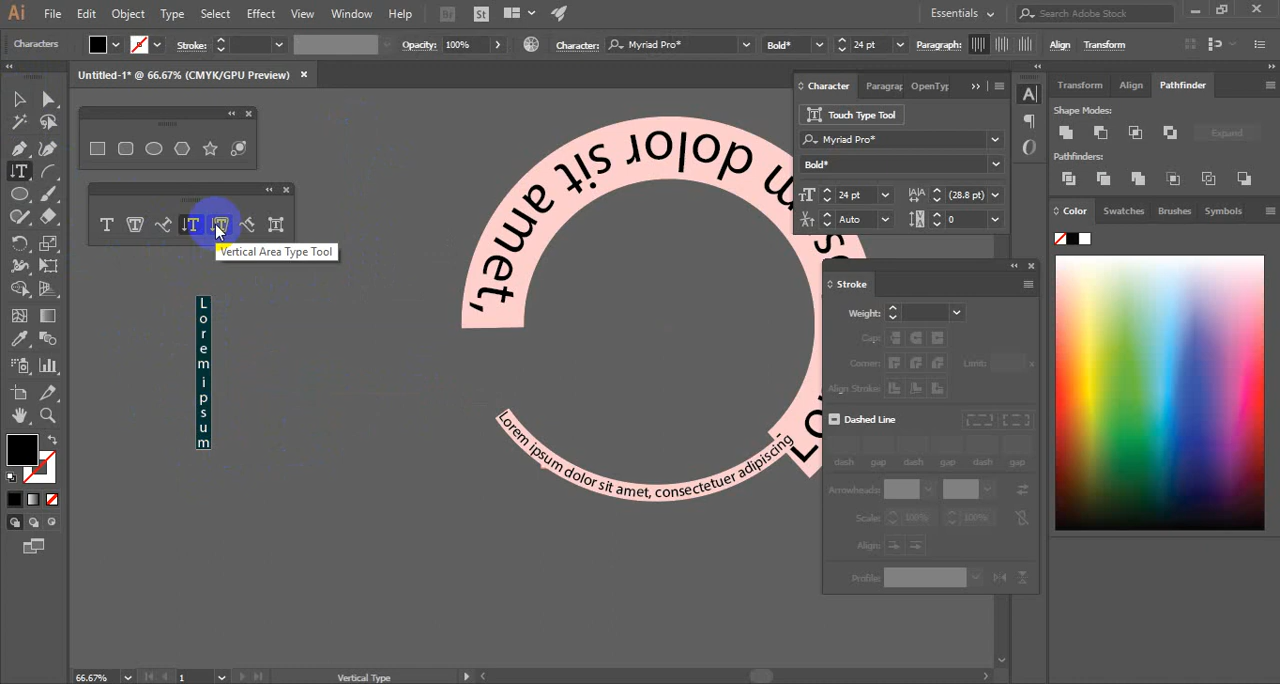 Ai File Edit Object Type Select Effect View Window Help Br St Essentials Search Adobe Stock
Characters Stroke: Opacity: 100% Character: Myriad Pro* Bold* 24 pt Paragraph: Align Transform
Untitled-1* @ 66.67% (CMYK/GPU Preview)
Character Paragrap OpenTyp
Transform Align Pathfinder
Touch Type Tool
Shape Modes:
Expand
Myriad Pro*
Pathfinders:
Bold*
24 pt (28.8 pt)
Auto 0
Color Swatches Brushes Symbols
Vertical Area Type Tool
Lorem ipsum
m dolor sit amet,
Lorem ipsum dolor sit amet, consectetuer adipiscing
Stroke
Weight:
Cap:
Corner: Limit: x
Align Stroke:
Dashed Line
dash gap dash gap dash gap
Arrowheads:
Scale: 100% 100%
Align:
Profile:
66.67% 1 Vertical Type